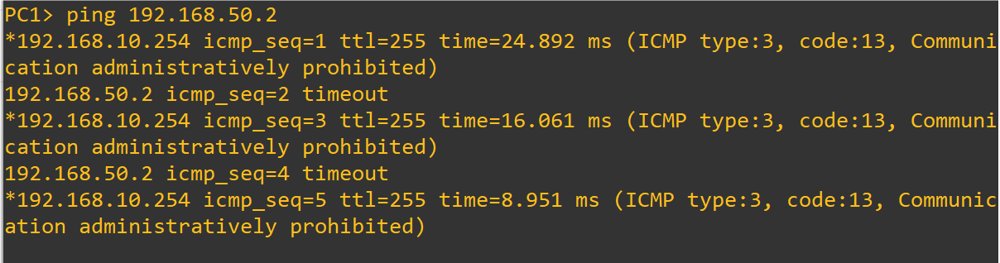 PC1> ping 192.168.50.2
*192.168.10.254 icmp_seq=1 ttl=255 time=24.892 ms (ICMP type:3, code:13, Communi
cation administratively prohibited)
192.168.50.2 icmp_seq=2 timeout
*192.168.10.254 icmp_seq=3 ttl=255 time=16.061 ms (ICMP type:3, code:13, Communi
cation administratively prohibited)
192.168.50.2 icmp_seq=4 timeout
*192.168.10.254 icmp_seq=5 ttl=255 time=8.951 ms (ICMP type:3, code:13, Communic
ation administratively prohibited)